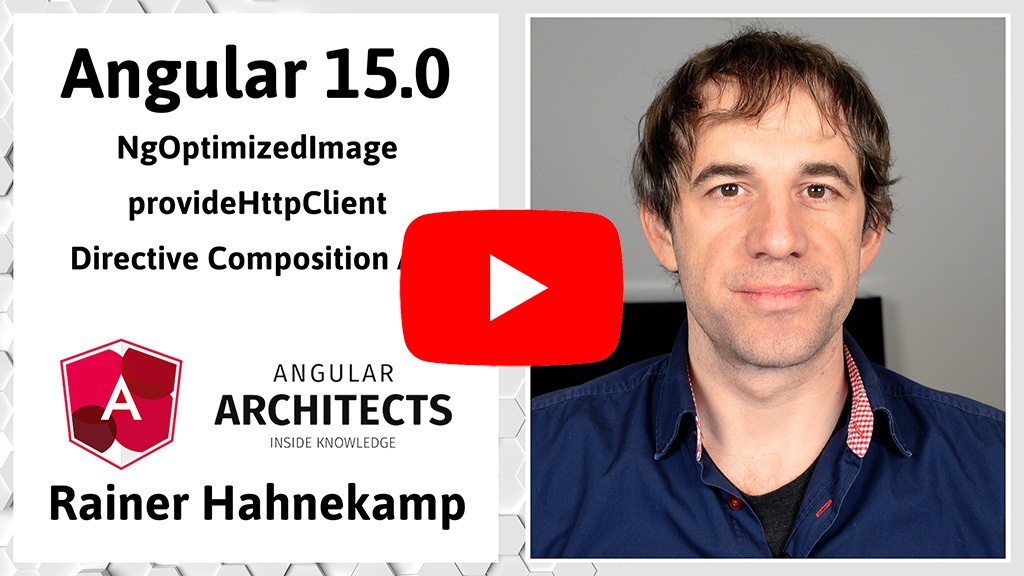 Angular 15.0
NgOptimizedImage
provideHttpClient
Directive Composition
A
ANGULAR
ARCHITECTS
INSIDE KNOWLEDGE
Rainer Hahnekamp